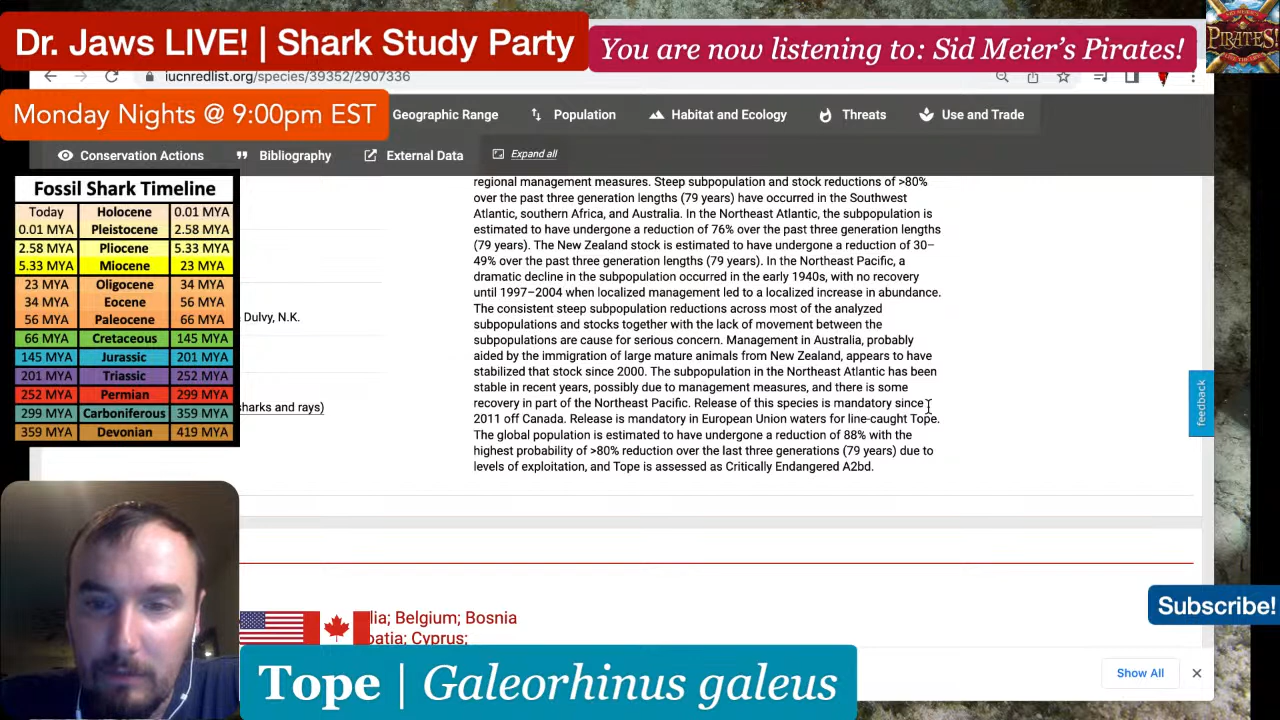 Dr. Jaws LIVE! | Shark Study Party
You are now listening to: Sid Meier's Pirates!
SID MEIER'S
PIRATES!
iucnredlist.org/species/39352/2907336
Monday Nights @ 9:00pm EST
Geographic Range
Population
Habitat and Ecology
Threats
Use and Trade
Conservation Actions
Bibliography
External Data
Expand all
Fossil Shark Timeline
Today Holocene 0.01 MYA
0.01 MYA Pleistocene 2.58 MYA
2.58 MYA Pliocene 5.33 MYA
5.33 MYA Miocene 23 MYA
23 MYA Oligocene 34 MYA
34 MYA Eocene 56 MYA
56 MYA Paleocene 66 MYA
66 MYA Cretaceous 145 MYA
145 MYA Jurassic 201 MYA
201 MYA Triassic 252 MYA
252 MYA Permian 299 MYA
299 MYA Carboniferous 359 MYA
359 MYA Devonian 419 MYA
Dulvy, N.K.
sharks and rays)
regional management measures. Steep subpopulation and stock reductions of >80%
over the past three generation lengths (79 years) have occurred in the Southwest
Atlantic, southern Africa, and Australia. In the Northeast Atlantic, the subpopulation is
estimated to have undergone a reduction of 76% over the past three generation lengths
(79 years). The New Zealand stock is estimated to have undergone a reduction of 30–
49% over the past three generation lengths (79 years). In the Northeast Pacific, a
dramatic decline in the subpopulation occurred in the early 1940s, with no recovery
until 1997–2004 when localized management led to a localized increase in abundance.
The consistent steep subpopulation reductions across most of the analyzed
subpopulations and stocks together with the lack of movement between the
subpopulations are cause for serious concern. Management in Australia, probably
aided by the immigration of large mature animals from New Zealand, appears to have
stabilized that stock since 2000. The subpopulation in the Northeast Atlantic has been
stable in recent years, possibly due to management measures, and there is some
recovery in part of the Northeast Pacific. Release of this species is mandatory since
2011 off Canada. Release is mandatory in European Union waters for line-caught Tope.
The global population is estimated to have undergone a reduction of 88% with the
highest probability of >80% reduction over the last three generations (79 years) due to
levels of exploitation, and Tope is assessed as Critically Endangered A2bd.
feedback
lia; Belgium; Bosnia
oatia; Cyprus;
Subscribe!
Tope | Galeorhinus galeus
Show All